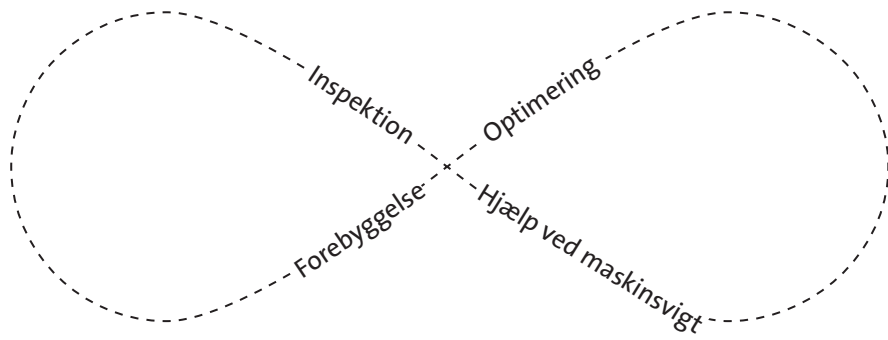 Inspektion
Optimering
Forebyggelse
Hjælp ved maskinsvigt